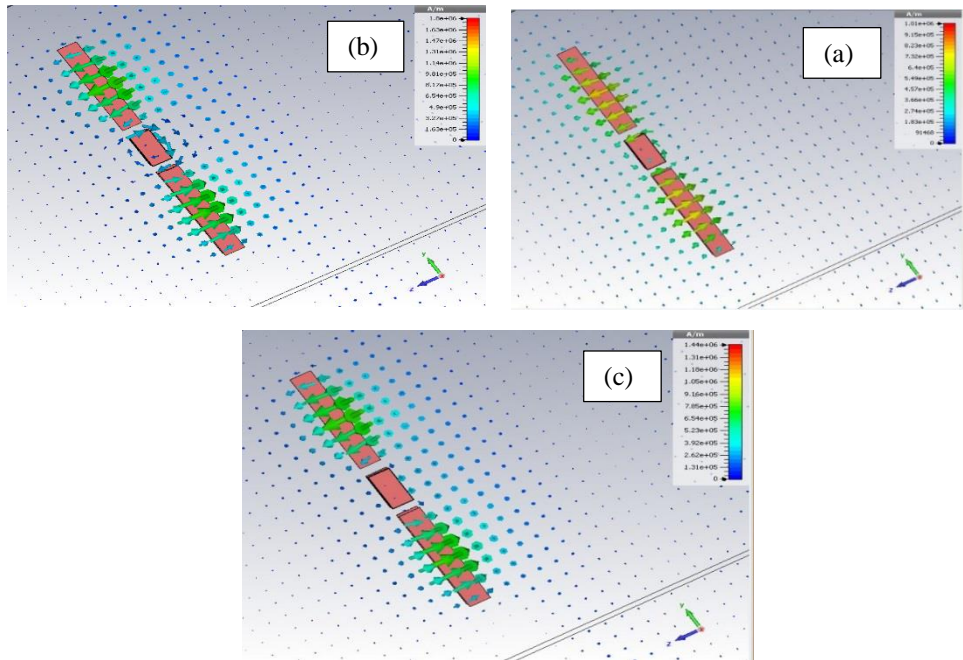 (b)
A/m
1.8e+06
1.63e+06
1.47e+06
1.31e+06
1.14e+06
9.81e+05
8.17e+05
6.54e+05
4.9e+05
3.27e+05
1.63e+05
0
y
z
(a)
A/m
1.01e+06
9.15e+05
8.23e+05
7.32e+05
6.4e+05
5.49e+05
4.57e+05
3.66e+05
2.74e+05
1.83e+05
91468
0
y
z
(c)
A/m
1.44e+06
1.31e+06
1.18e+06
1.05e+06
9.16e+05
7.85e+05
6.54e+05
5.23e+05
3.92e+05
2.62e+05
1.31e+05
0
y
z